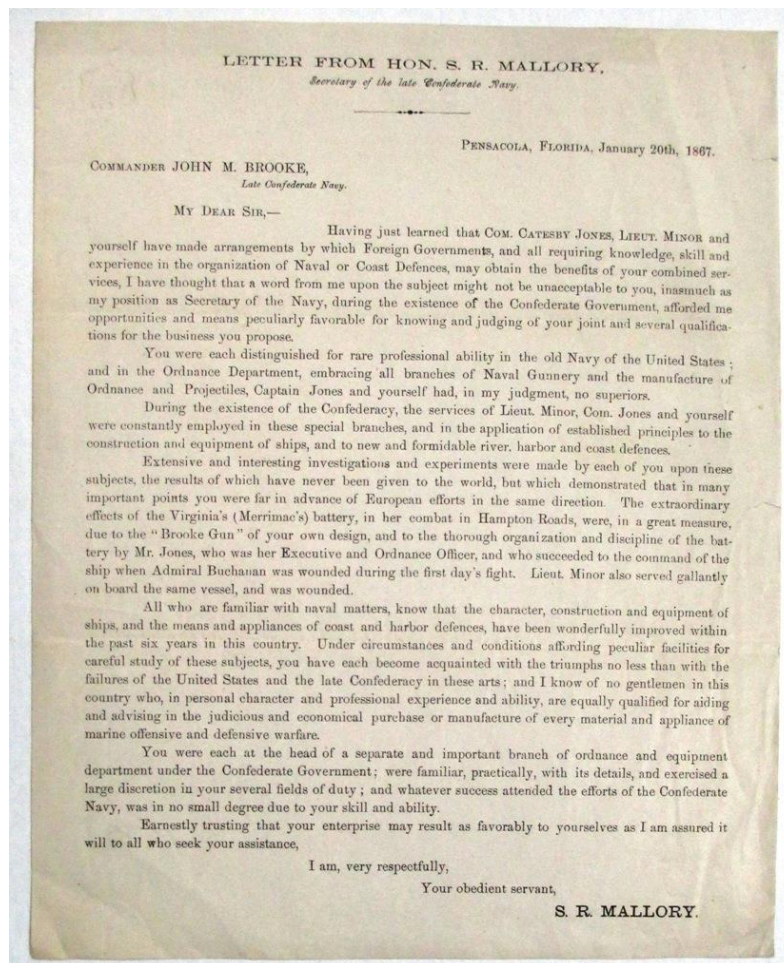 LETTER FROM HON. S. R. MALLORY,
Secretary of the late Confederate Navy.
PENSACOLA, FLORIDA, January 20th, 1867.
COMMANDER JOHN M. BROOKE,
Late Confederate Navy.
MY DEAR SIR,—
Having just learned that COM. CATESBY JONES, LIEUT. MINOR and
yourself have made arrangements by which Foreign Governments, and all requiring knowledge, skill and
experience in the organization of Naval or Coast Defences, may obtain the benefits of your combined ser-
vices, I have thought that a word from me upon the subject might not be unacceptable to you, inasmuch as
my position as Secretary of the Navy, during the existence of the Confederate Government, afforded me
opportunities and means peculiarly favorable for knowing and judging of your joint and several qualifica-
tions for the business you propose.
You were each distinguished for rare professional ability in the old Navy of the United States ;
and in the Ordnance Department, embracing all branches of Naval Gunnery and the manufacture of
Ordnance and Projectiles, Captain Jones and yourself had, in my judgment, no superiors.
During the existence of the Confederacy, the services of Lieut. Minor, Com. Jones and yourself
were constantly employed in these special branches, and in the application of established principles to the
construction and equipment of ships, and to new and formidable river. harbor and coast defences.
Extensive and interesting investigations and experiments were made by each of you upon these
subjects, the results of which have never been given to the world, but which demonstrated that in many
important points you were far in advance of European efforts in the same direction. The extraordinary
effects of the Virginia's (Merrimac's) battery, in her combat in Hampton Roads, were, in a great measure,
due to the "Brooke Gun" of your own design, and to the thorough organization and discipline of the bat-
tery by Mr. Jones, who was her Executive and Ordnance Officer, and who succeeded to the command of the
ship when Admiral Buchanan was wounded during the first day's fight. Lieut. Minor also served gallantly
on board the same vessel, and was wounded.
All who are familiar with naval matters, know that the character, construction and equipment of
ships, and the means and appliances of coast and harbor defences, have been wonderfully improved within
the past six years in this country. Under circumstances and conditions affording peculiar facilities for
careful study of these subjects, you have each become acquainted with the triumphs no less than with the
failures of the United States and the late Confederacy in these arts ; and I know of no gentlemen in this
country who, in personal character and professional experience and ability, are equally qualified for aiding
and advising in the judicious and economical purchase or manufacture of every material and appliance of
marine offensive and defensive warfare.
You were each at the head of a separate and important branch of ordnance and equipment
department under the Confederate Government ; were familiar, practically, with its details, and exercised a
large discretion in your several fields of duty ; and whatever success attended the efforts of the Confederate
Navy, was in no small degree due to your skill and ability.
Earnestly trusting that your enterprise may result as favorably to yourselves as I am assured it
will to all who seek your assistance,
I am, very respectfully,
Your obedient servant,
S. R. MALLORY.